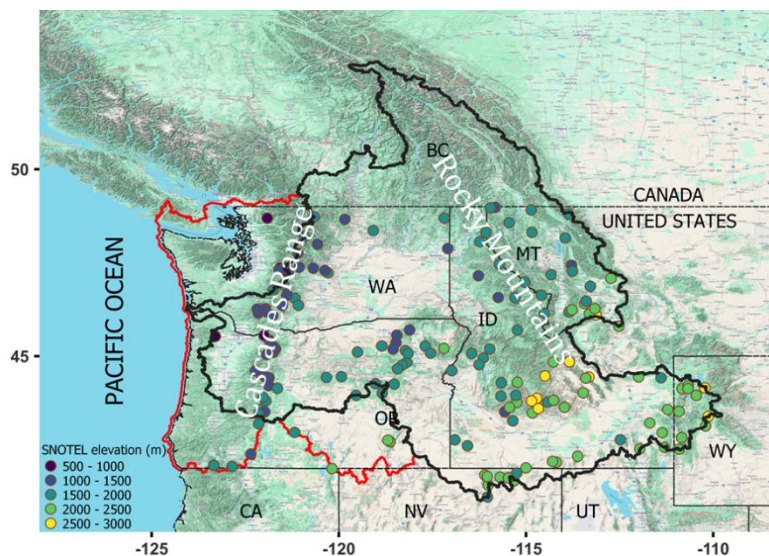 50
45
PACIFIC OCEAN
BC
Rocky Mountains
CANADA
UNITED STATES
Cascades Range
WA
MT
ID
OR
WY
SNOTEL elevation (m)
500 - 1000
1000 - 1500
1500 - 2000
2000 - 2500
2500 - 3000
CA
NV
UT
-125
-120
-115
-110